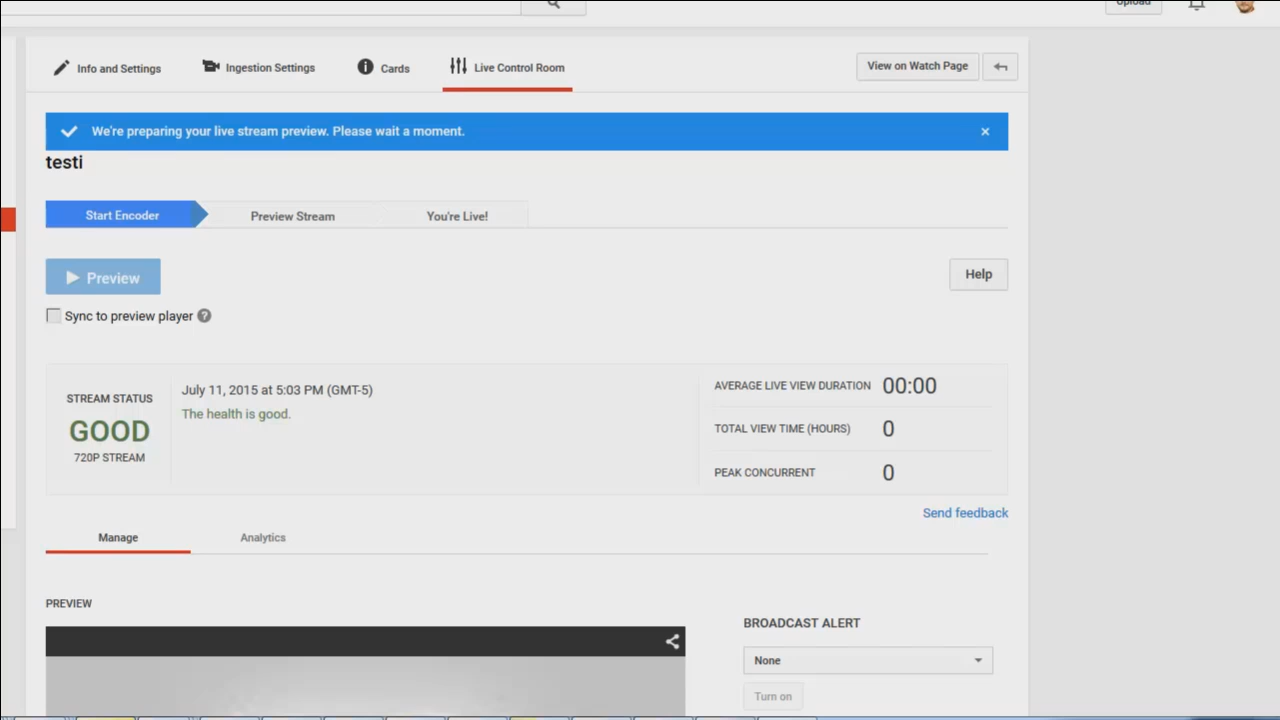 Upload
Info and Settings
Ingestion Settings
Cards
Live Control Room
View on Watch Page
We're preparing your live stream preview. Please wait a moment.
testi
Start Encoder
Preview Stream
You're Live!
Preview
Help
Sync to preview player
STREAM STATUS
GOOD
720P STREAM
July 11, 2015 at 5:03 PM (GMT-5)
The health is good.
AVERAGE LIVE VIEW DURATION 00:00
TOTAL VIEW TIME (HOURS) 0
PEAK CONCURRENT 0
Send feedback
Manage
Analytics
PREVIEW
BROADCAST ALERT
None
Turn on